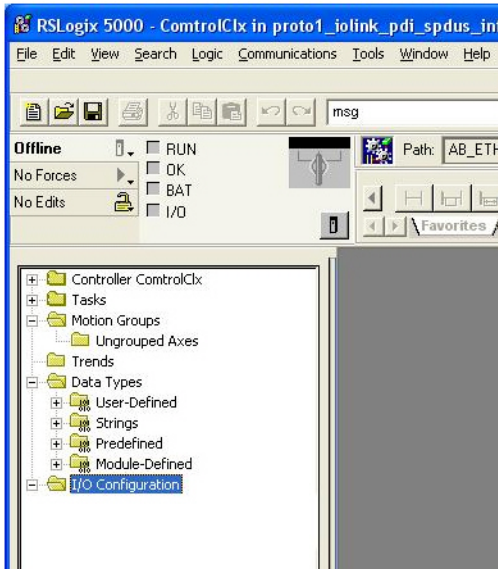 RSLogix 5000 - ComtrolClx in proto1_iolink_pdi_spdus_in
File Edit View Search Logic Communications Tools Window Help
msg
Offline
RUN
Path: AB_ETH
No Forces
OK
No Edits
BAT
I/O
Favorites
Controller ComtrolClx
Tasks
Motion Groups
Ungrouped Axes
Trends
Data Types
User-Defined
Strings
Predefined
Module-Defined
I/O Configuration